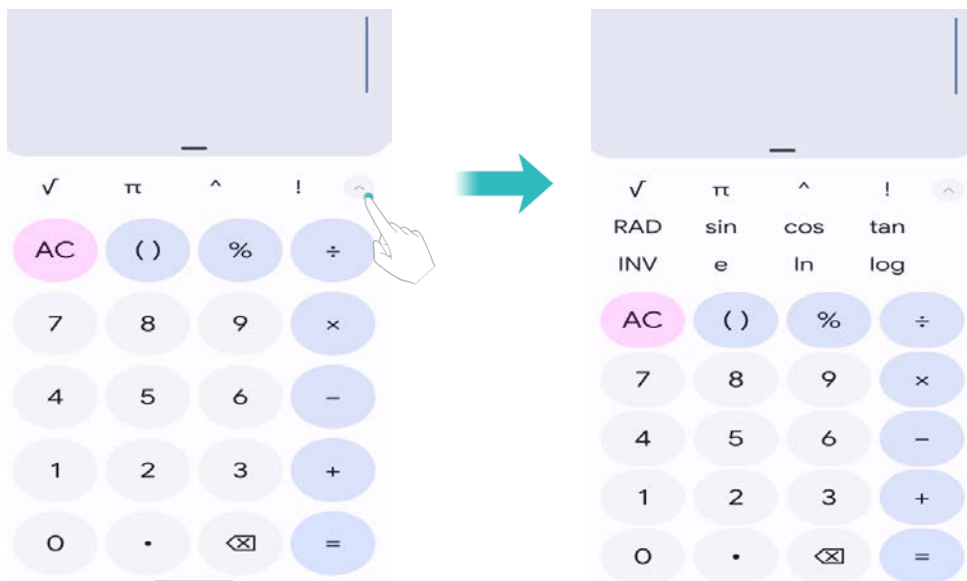 √ π ^ !
AC ( ) % ÷
7 8 9 ×
4 5 6 −
1 2 3 +
0 . =
√ π ^ !
RAD sin cos tan
INV e ln log
AC ( ) % ÷
7 8 9 ×
4 5 6 −
1 2 3 +
0 . =